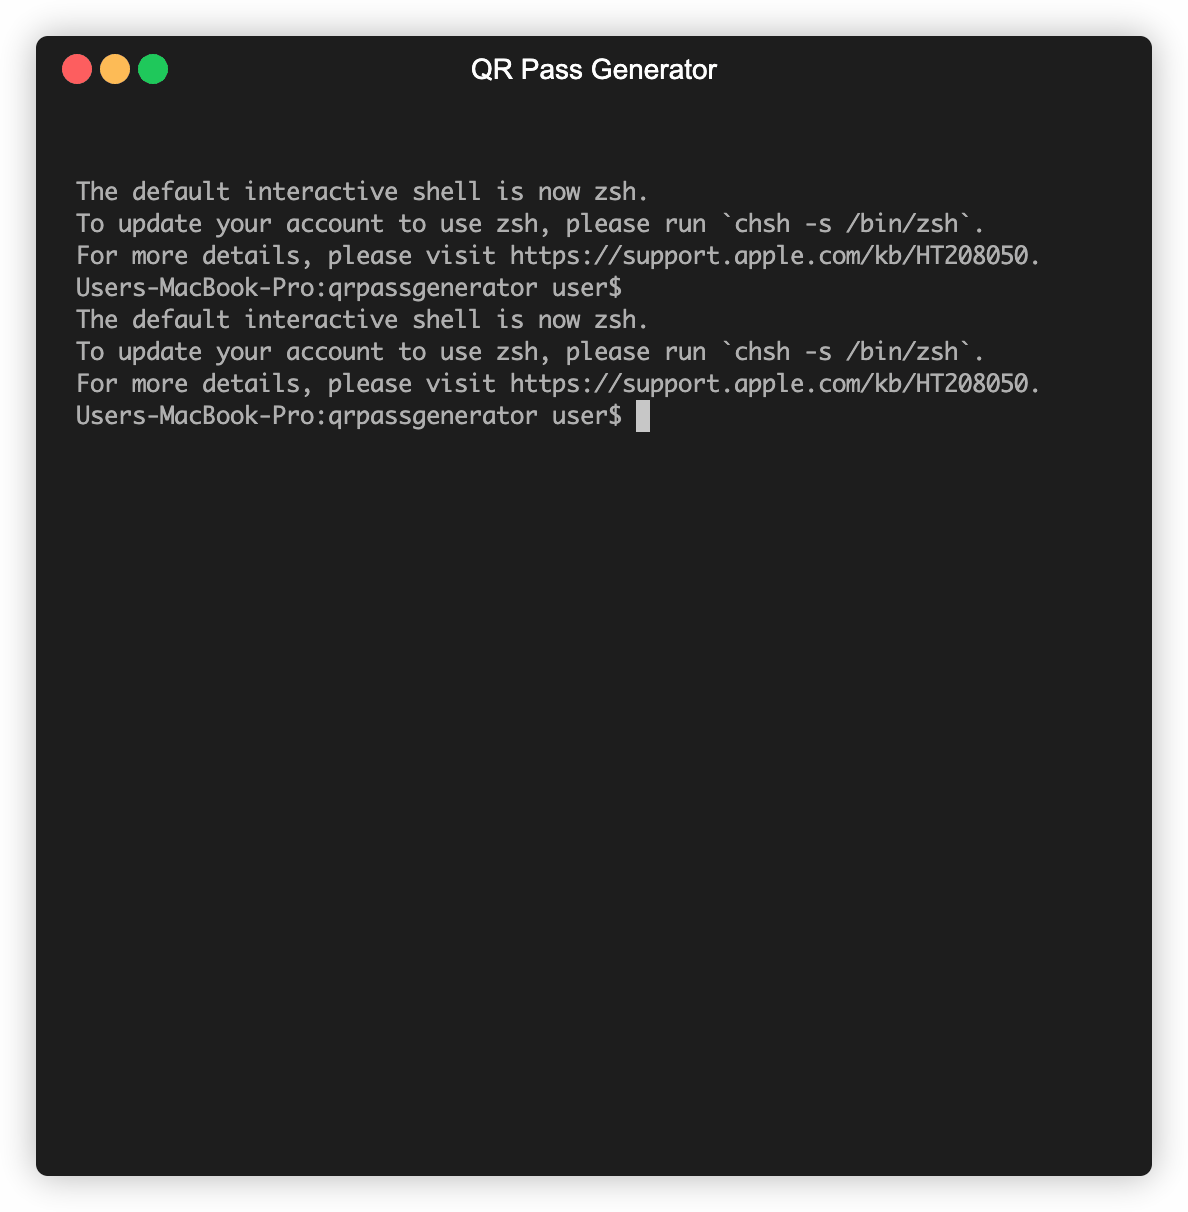 QR Pass Generator
The default interactive shell is now zsh.
To update your account to use zsh, please run `chsh -s /bin/zsh`.
For more details, please visit https://support.apple.com/kb/HT208050.
Users-MacBook-Pro:qrpassgenerator user$
The default interactive shell is now zsh.
To update your account to use zsh, please run `chsh -s /bin/zsh`.
For more details, please visit https://support.apple.com/kb/HT208050.
Users-MacBook-Pro:qrpassgenerator user$